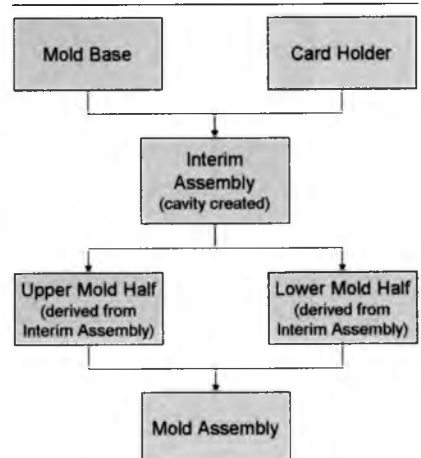 Mold Base
Card Holder
Interim
Assembly
(cavity created)
Upper Mold Half
(derived from
Interim Assembly)
Lower Mold Half
(derived from
Interim Assembly)
Mold Assembly